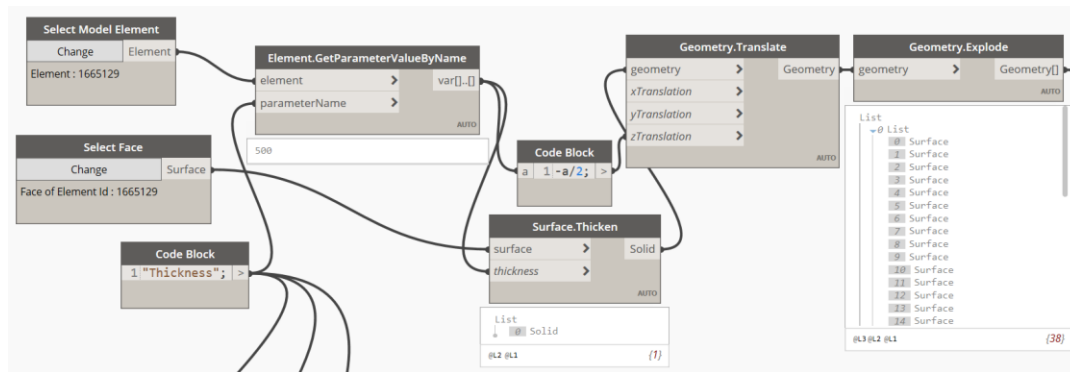 Select Model Element
Change Element
Element : 1665129
Element.GetParameterValueByName
element > var[]..[]
parameterName >
AUTO
500
Select Face
Change Surface
Face of Element Id : 1665129
Code Block
1 "Thickness"; >
Code Block
a 1 -a/2; >
Surface.Thicken
surface > Solid
thickness >
AUTO
List
0 Solid
@L2 @L1 {1}
Geometry.Translate
geometry > Geometry
xTranslation >
yTranslation >
zTranslation >
AUTO
Geometry.Explode
geometry > Geometry[]
AUTO
List
0 List
0 Surface
1 Surface
2 Surface
3 Surface
4 Surface
5 Surface
6 Surface
7 Surface
8 Surface
9 Surface
10 Surface
11 Surface
12 Surface
13 Surface
14 Surface
@L3 @L2 @L1 {38}